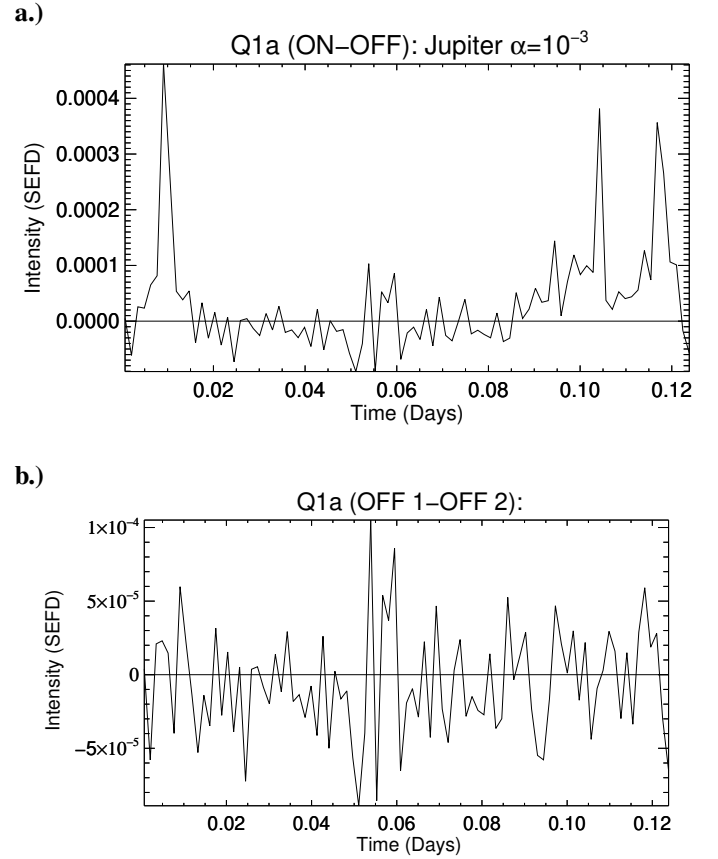 a.)
Q1a (ON−OFF): Jupiter α=10⁻³
Intensity (SEFD)
0.0004
0.0003
0.0002
0.0001
0.0000
0.02 0.04 0.06 0.08 0.10 0.12
Time (Days)
b.)
Q1a (OFF 1−OFF 2):
Intensity (SEFD)
1×10⁻⁴
5×10⁻⁵
0
−5×10⁻⁵
0.02 0.04 0.06 0.08 0.10 0.12
Time (Days)